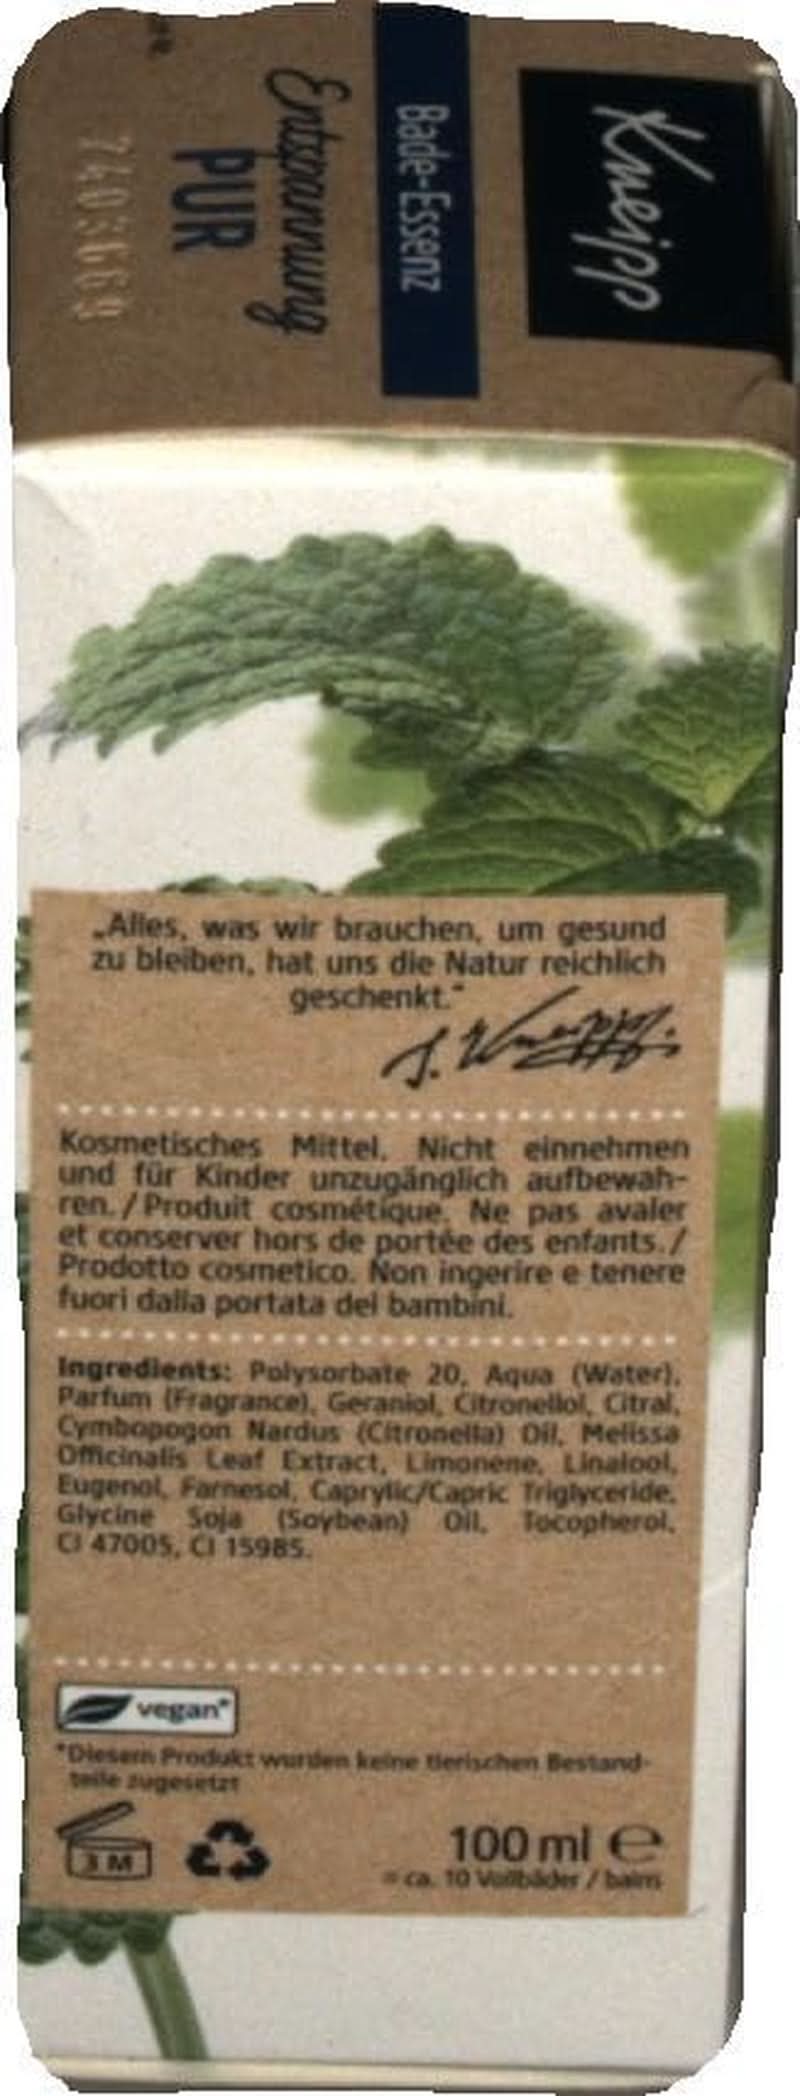 Kneipp
Bade-Essenz
Entspannung
PUR
7403669
„Alles, was wir brauchen, um gesund
zu bleiben, hat uns die Natur reichlich
geschenkt."
Kosmetisches Mittel. Nicht einnehmen
und für Kinder unzugänglich aufbewah-
ren. / Produit cosmétique. Ne pas avaler
et conserver hors de portée des enfants. /
Prodotto cosmetico. Non ingerire e tenere
fuori dalla portata dei bambini.
Ingredients: Polysorbate 20, Aqua (Water),
Parfum (Fragrance), Geraniol, Citronellol, Citral,
Cymbopogon Nardus (Citronella) Oil, Melissa
Officinalis Leaf Extract, Limonene, Linalool,
Eugenol, Farnesol, Caprylic/Capric Triglyceride,
Glycine Soja (Soybean) Oil, Tocopherol,
CI 47005, CI 15985.
vegan*
*Diesem Produkt wurden keine tierischen Bestand-
teile zugesetzt
3 M
100 ml ℮
= ca. 10 Vollbäder / bains